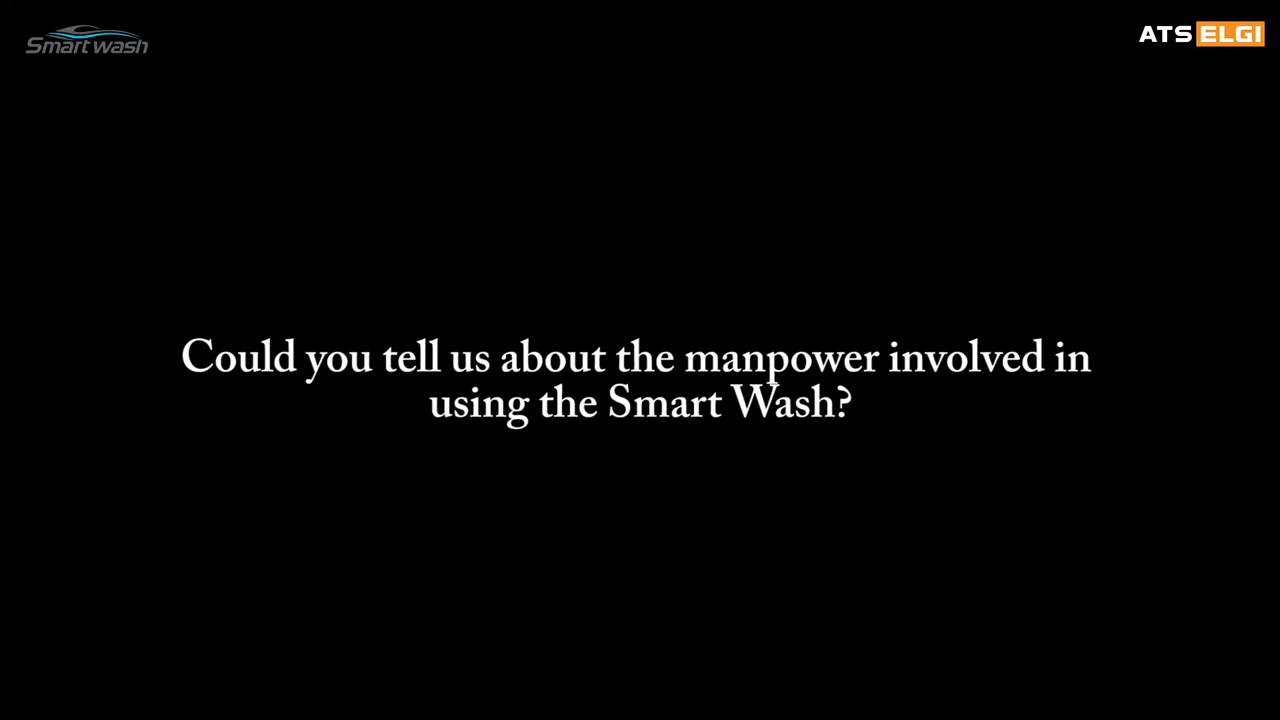 Smart wash
ATS ELGI
Could you tell us about the manpower involved in
using the Smart Wash?